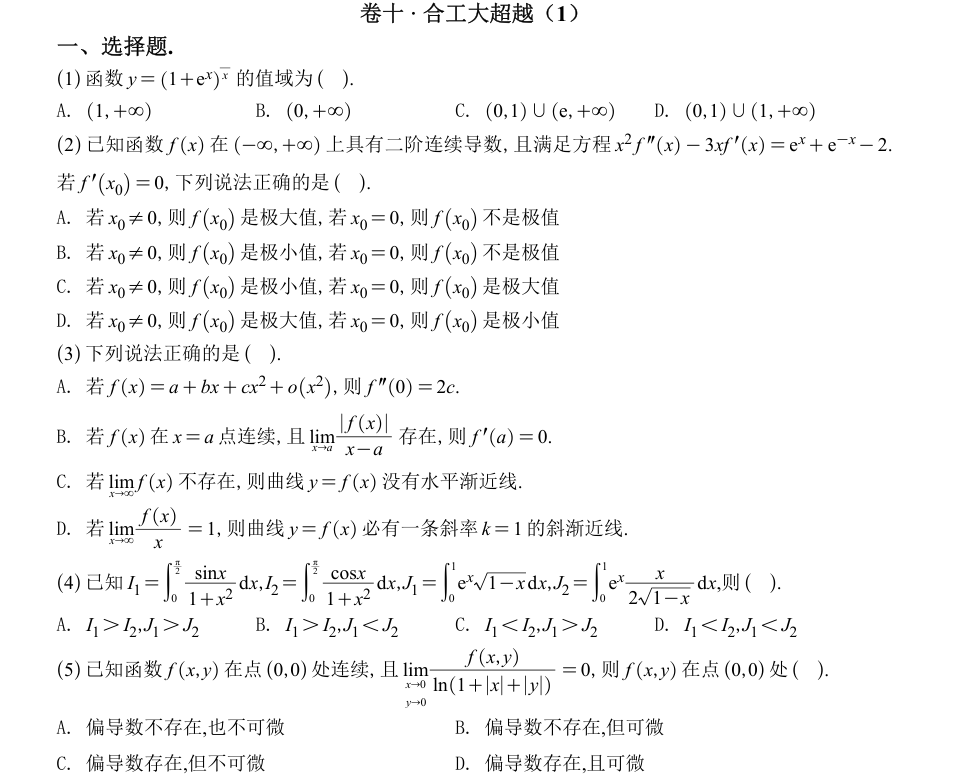 卷十·合工大超越（1）
一、选择题.
(1) 函数 y = (1+eˣ)^{‾/x} 的值域为 (　).
A. (1,+∞)　B. (0,+∞)　C. (0,1)∪(e,+∞)　D. (0,1)∪(1,+∞)
(2) 已知函数 f(x) 在 (−∞,+∞) 上具有二阶连续导数, 且满足方程 x²f″(x) − 3xf′(x) = eˣ + e⁻ˣ − 2.
若 f′(x₀) = 0, 下列说法正确的是 (　).
A. 若 x₀ ≠ 0, 则 f(x₀) 是极大值, 若 x₀ = 0, 则 f(x₀) 不是极值
B. 若 x₀ ≠ 0, 则 f(x₀) 是极小值, 若 x₀ = 0, 则 f(x₀) 不是极值
C. 若 x₀ ≠ 0, 则 f(x₀) 是极小值, 若 x₀ = 0, 则 f(x₀) 是极大值
D. 若 x₀ ≠ 0, 则 f(x₀) 是极大值, 若 x₀ = 0, 则 f(x₀) 是极小值
(3) 下列说法正确的是 (　).
A. 若 f(x) = a + bx + cx² + o(x²), 则 f″(0) = 2c.
B. 若 f(x) 在 x = a 点连续, 且 lim_{x→a} |f(x)|/(x−a) 存在, 则 f′(a) = 0.
C. 若 lim_{x→∞} f(x) 不存在, 则曲线 y = f(x) 没有水平渐近线.
D. 若 lim_{x→∞} f(x)/x = 1, 则曲线 y = f(x) 必有一条斜率 k = 1 的斜渐近线.
(4) 已知 I₁ = ∫₀^{π/2} sinx/(1+x²) dx, I₂ = ∫₀^{π/2} cosx/(1+x²) dx, J₁ = ∫₀¹ eˣ√(1−x) dx, J₂ = ∫₀¹ eˣ x/(2√(1−x)) dx,则 (　).
A. I₁ > I₂,J₁ > J₂　B. I₁ > I₂,J₁ < J₂　C. I₁ < I₂,J₁ > J₂　D. I₁ < I₂,J₁ < J₂
(5) 已知函数 f(x,y) 在点 (0,0) 处连续, 且 lim_{x→0, y→0} f(x,y)/ln(1+|x|+|y|) = 0, 则 f(x,y) 在点 (0,0) 处 (　).
A. 偏导数不存在,也不可微　B. 偏导数不存在,但可微
C. 偏导数存在,但不可微　D. 偏导数存在,且可微